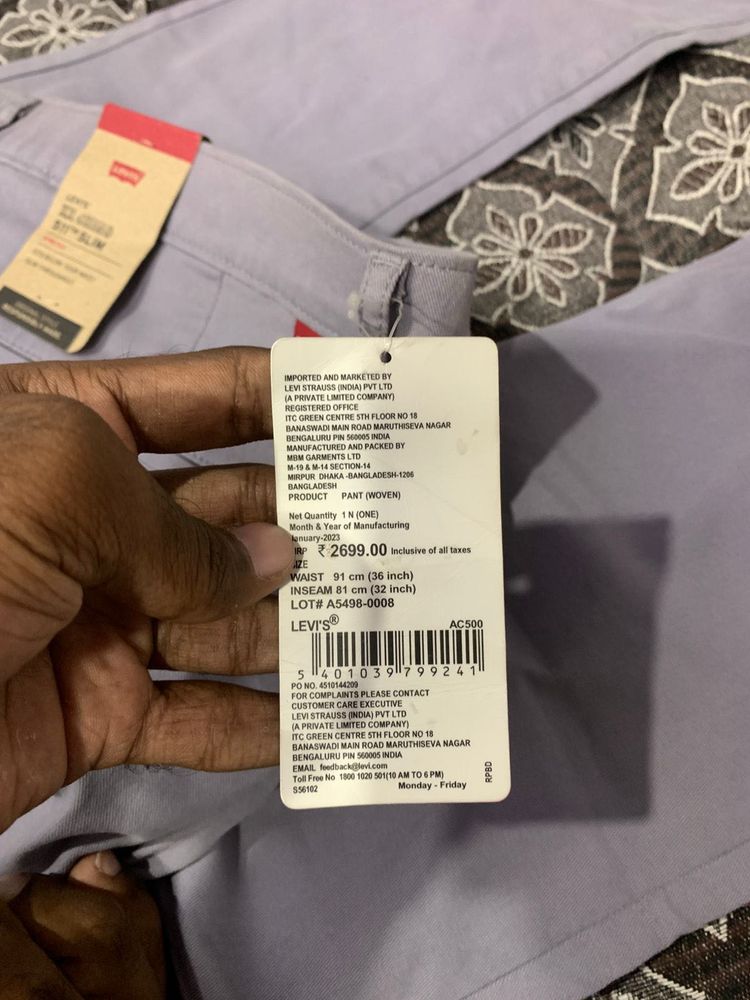 Levi's
LEVI'S
511™ SLIM
IMPORTED AND MARKETED BY
LEVI STRAUSS (INDIA) PVT LTD
(A PRIVATE LIMITED COMPANY)
REGISTERED OFFICE
ITC GREEN CENTRE 5TH FLOOR NO 18
BANASWADI MAIN ROAD MARUTHISEVA NAGAR
BENGALURU PIN 560005 INDIA
MANUFACTURED AND PACKED BY
MBM GARMENTS LTD
M-19 & M-14 SECTION-14
MIRPUR DHAKA -BANGLADESH-1206
BANGLADESH
PRODUCT PANT (WOVEN)
Net Quantity 1 N (ONE)
Month & Year of Manufacturing
January-2023
MRP ₹ 2699.00 Inclusive of all taxes
SIZE
WAIST 91 cm (36 inch)
INSEAM 81 cm (32 inch)
LOT# A5498-0008
LEVI'S® AC500
5 401039 799241
PO NO. 4510144209
FOR COMPLAINTS PLEASE CONTACT
CUSTOMER CARE EXECUTIVE
LEVI STRAUSS (INDIA) PVT LTD
(A PRIVATE LIMITED COMPANY)
ITC GREEN CENTRE 5TH FLOOR NO 18
BANASWADI MAIN ROAD MARUTHISEVA NAGAR
BENGALURU PIN 560005 INDIA
EMAIL feedback@levi.com
Toll Free No 1800 1020 501(10 AM TO 6 PM)
S56102 Monday - Friday
RPBD